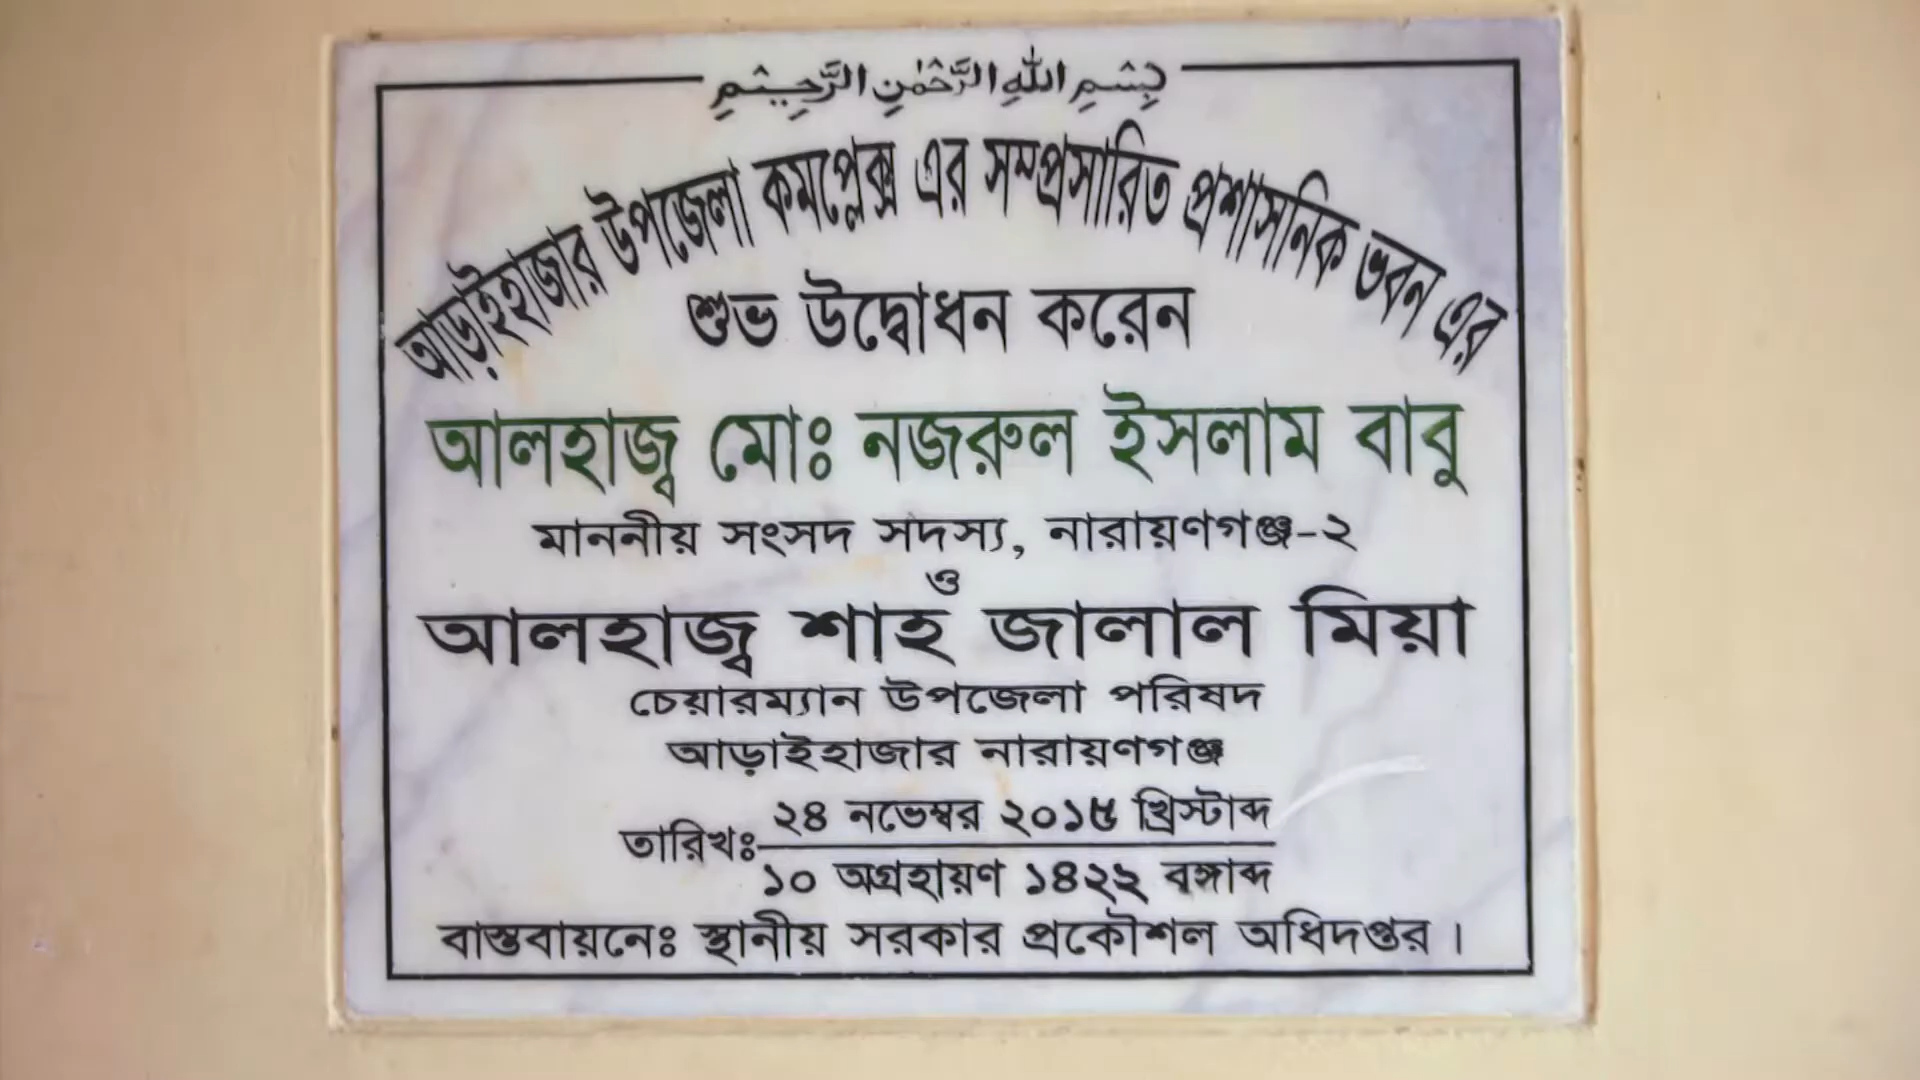 بِسْمِ اللهِ الرَّحْمٰنِ الرَّحِيْمِ
আড়াইহাজার উপজেলা কমপ্লেক্স এর সম্প্রসারিত প্রশাসনিক ভবন এর
শুভ উদ্বোধন করেন
আলহাজ্ব মোঃ নজরুল ইসলাম বাবু
মাননীয় সংসদ সদস্য, নারায়ণগঞ্জ-২
ও
আলহাজ্ব শাহ্ জালাল মিয়া
চেয়ারম্যান উপজেলা পরিষদ
আড়াইহাজার নারায়ণগঞ্জ
তারিখঃ ২৪ নভেম্বর ২০১৫ খ্রিস্টাব্দ
১০ অগ্রহায়ণ ১৪২২ বঙ্গাব্দ
বাস্তবায়নেঃ স্থানীয় সরকার প্রকৌশল অধিদপ্তর ।